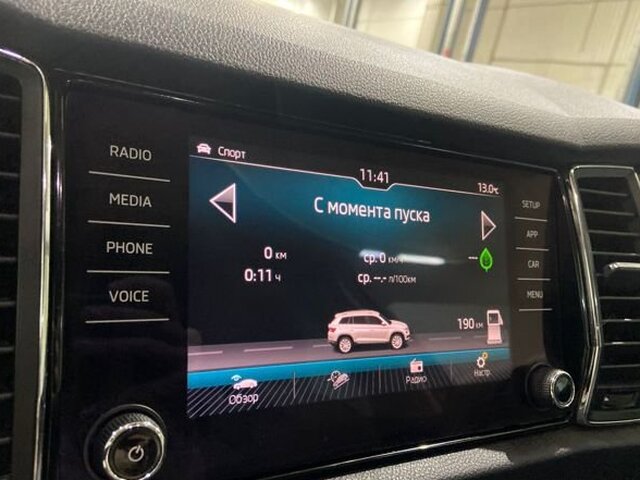 RADIO
MEDIA
PHONE
VOICE
Спорт
11:41
13.0°C
С момента пуска
0 км
ср. 0 км/ч
--
0:11 ч
ср. --,- л/100км
190 км
Обзор
Радио
Настр.
SETUP
APP
CAR
MENU